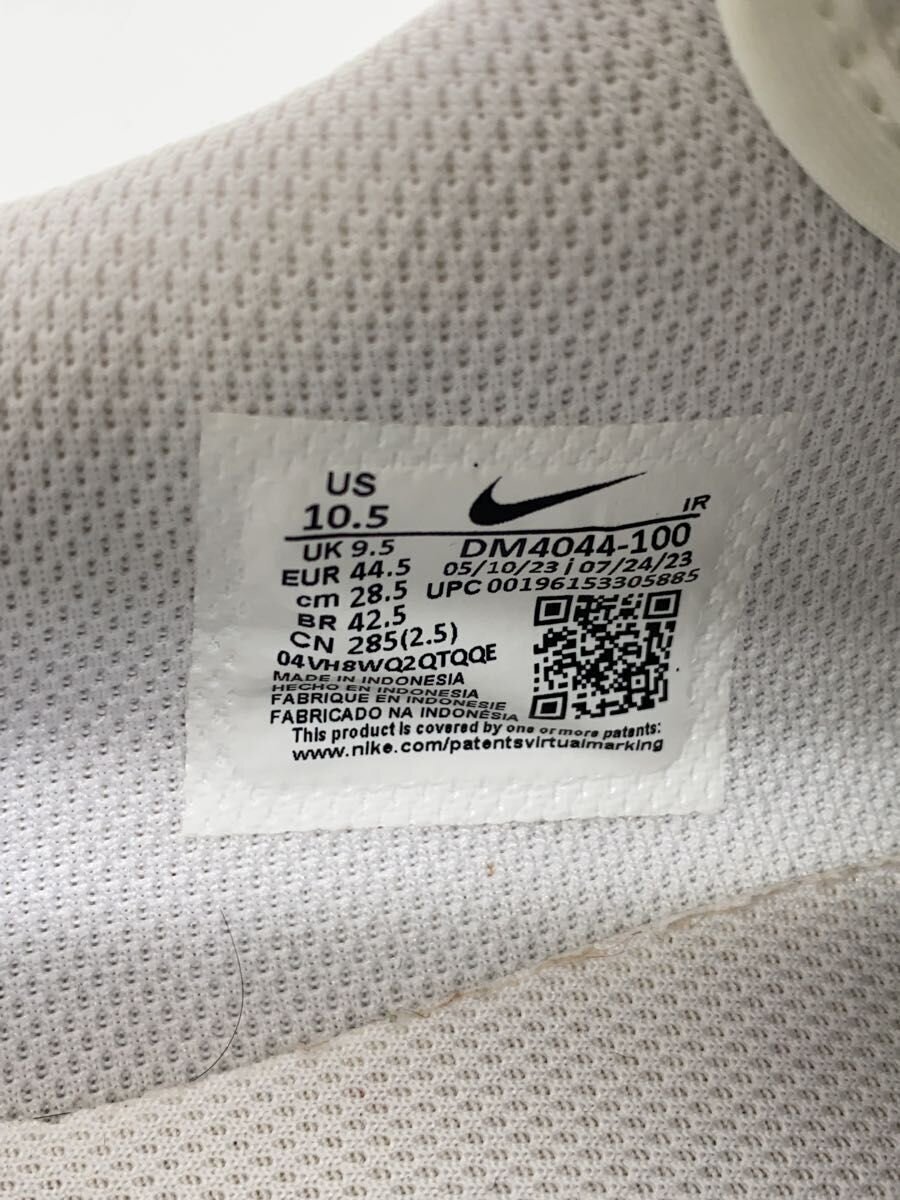 US
10.5
IR
UK 9.5
DM4044-100
EUR 44.5
05/10/23 i 07/24/23
cm 28.5
UPC 00196153305885
BR 42.5
CN 285(2.5)
04VH8WQ2QTQQE
MADE IN INDONESIA
HECHO EN INDONESIA
FABRIQUE EN INDONESIE
FABRICADO NA INDONÉSIA
This product is covered by one or more patents:
www.nike.com/patentsvirtualmarking